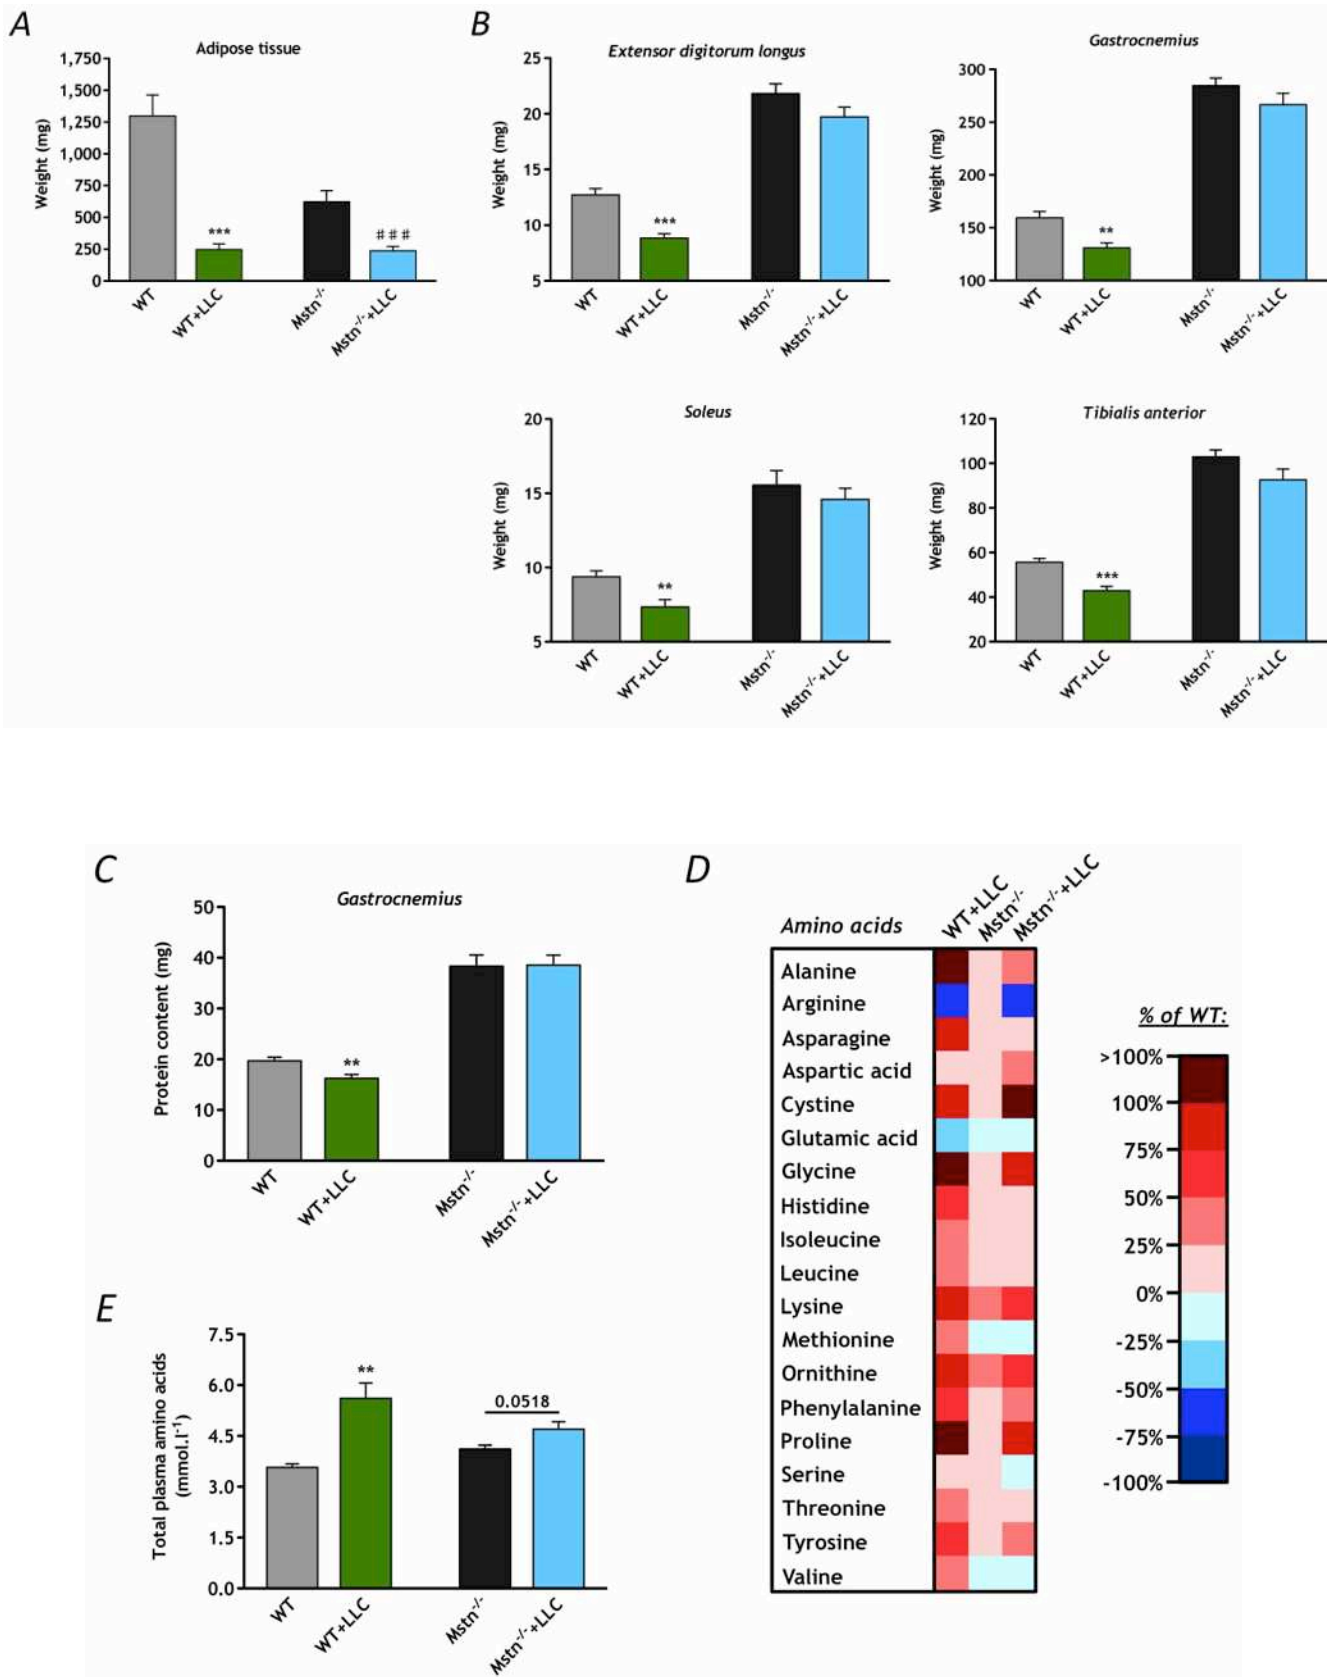 A
Adipose tissue
Weight (mg)
1,750
1,500
1,250
1,000
750
500
250
0
***
###
WT
WT+LLC
Mstn⁻/⁻
Mstn⁻/⁻+LLC
B
Extensor digitorum longus
Weight (mg)
25
20
15
10
5
***
WT
WT+LLC
Mstn⁻/⁻
Mstn⁻/⁻+LLC
Gastrocnemius
Weight (mg)
300
250
200
150
100
**
WT
WT+LLC
Mstn⁻/⁻
Mstn⁻/⁻+LLC
Soleus
Weight (mg)
20
15
10
5
**
WT
WT+LLC
Mstn⁻/⁻
Mstn⁻/⁻+LLC
Tibialis anterior
Weight (mg)
120
100
80
60
40
20
***
WT
WT+LLC
Mstn⁻/⁻
Mstn⁻/⁻+LLC
C
Gastrocnemius
Protein content (mg)
50
40
30
20
10
0
**
WT
WT+LLC
Mstn⁻/⁻
Mstn⁻/⁻+LLC
D
Amino acids
WT+LLC
Mstn⁻/⁻
Mstn⁻/⁻+LLC
Alanine
Arginine
Asparagine
Aspartic acid
Cystine
Glutamic acid
Glycine
Histidine
Isoleucine
Leucine
Lysine
Methionine
Ornithine
Phenylalanine
Proline
Serine
Threonine
Tyrosine
Valine
% of WT:
>100%
100%
75%
50%
25%
0%
-25%
-50%
-75%
-100%
E
Total plasma amino acids
(mmol.l⁻¹)
7.5
6.0
4.5
3.0
1.5
0.0
**
0.0518
WT
WT+LLC
Mstn⁻/⁻
Mstn⁻/⁻+LLC